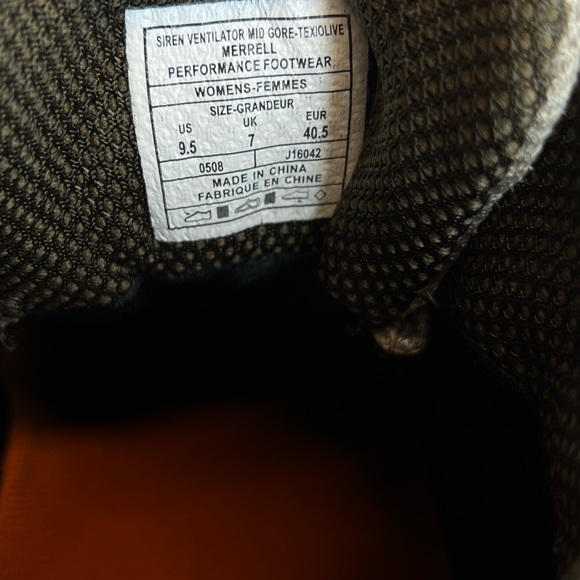 SIREN VENTILATOR MID GORE-TEX/OLIVE
MERRELL
PERFORMANCE FOOTWEAR
WOMENS-FEMMES
SIZE-GRANDEUR
US UK EUR
9.5 7 40.5
0508 J16042
MADE IN CHINA
FABRIQUE EN CHINE